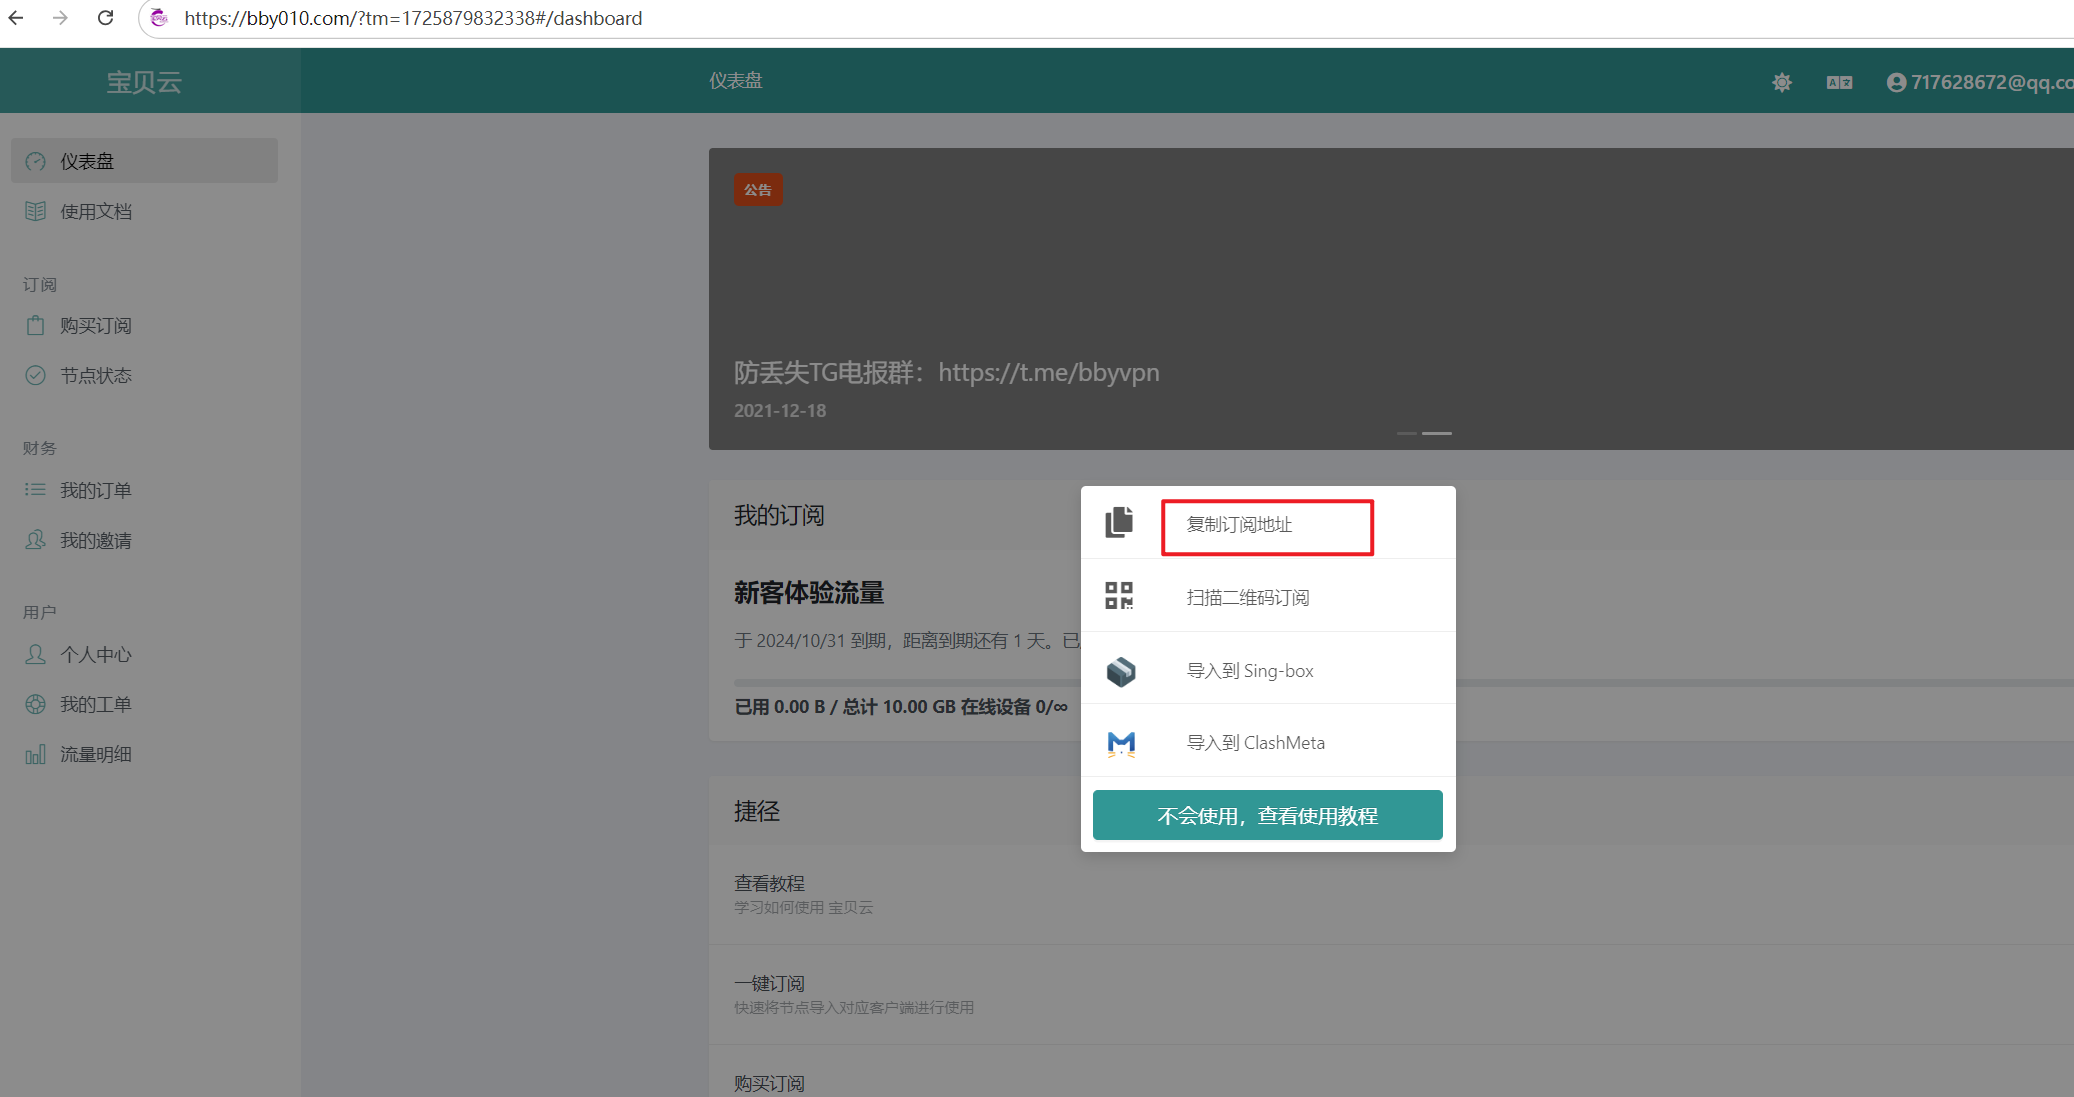 https://bby010.com/?tm=1725879832338#/dashboard
宝贝云
仪表盘
717628672@qq.co
仪表盘
使用文档
订阅
购买订阅
节点状态
财务
我的订单
我的邀请
用户
个人中心
我的工单
流量明细
公告
防丢失TG电报群：https://t.me/bbyvpn
2021-12-18
我的订阅
新客体验流量
于 2024/10/31 到期，距离到期还有 1 天。已
已用 0.00 B / 总计 10.00 GB 在线设备 0/∞
复制订阅地址
扫描二维码订阅
导入到 Sing-box
导入到 ClashMeta
不会使用，查看使用教程
捷径
查看教程
学习如何使用 宝贝云
一键订阅
快速将节点导入对应客户端进行使用
购买订阅